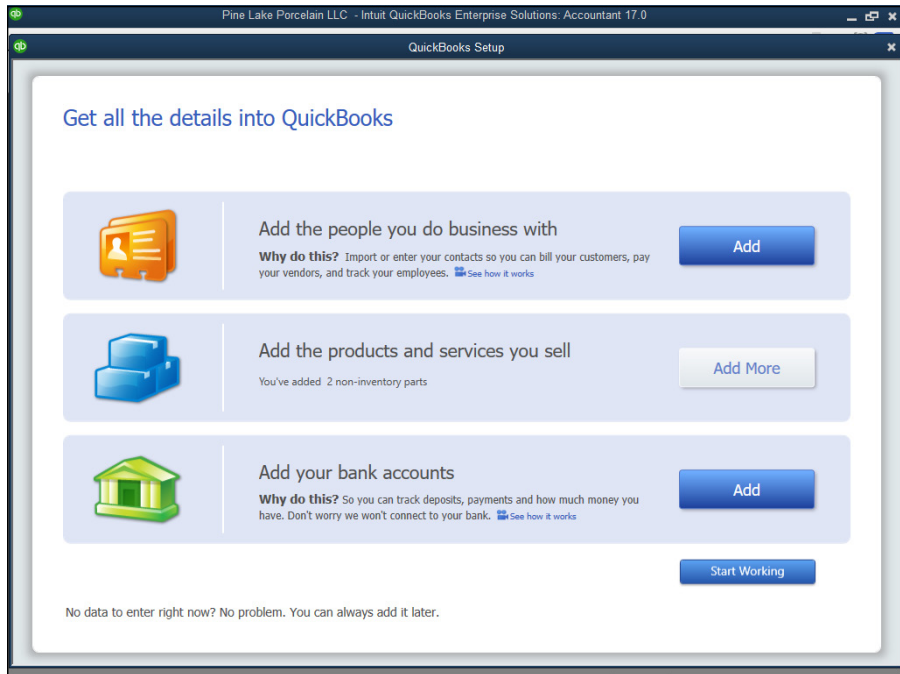 Pine Lake Porcelain LLC - Intuit QuickBooks Enterprise Solutions: Accountant 17.0
QuickBooks Setup
Get all the details into QuickBooks
Add the people you do business with
Why do this? Import or enter your contacts so you can bill your customers, pay
your vendors, and track your employees. See how it works
Add
Add the products and services you sell
You've added 2 non-inventory parts
Add More
Add your bank accounts
Why do this? So you can track deposits, payments and how much money you
have. Don't worry we won't connect to your bank. See how it works
Add
Start Working
No data to enter right now? No problem. You can always add it later.